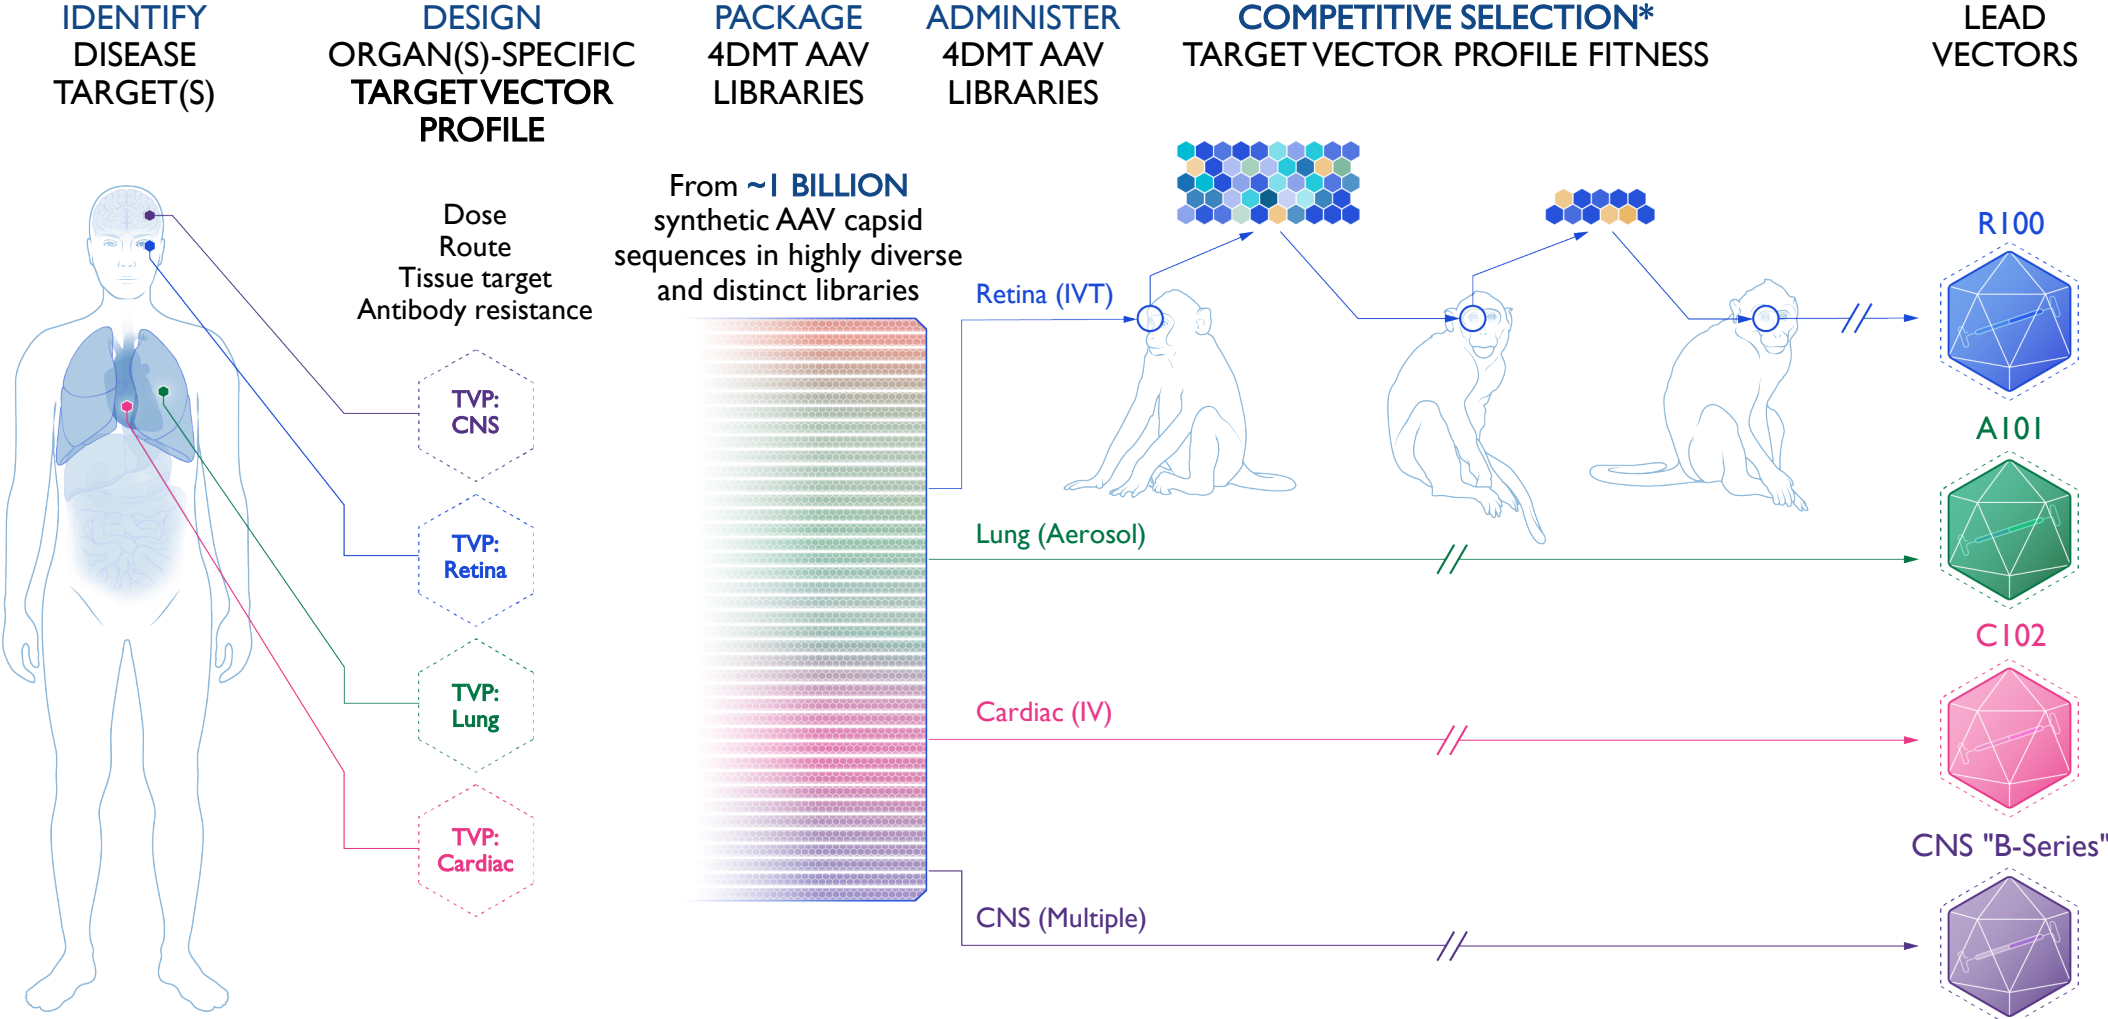 IDENTIFY
DISEASE
TARGET(S)
DESIGN
ORGAN(S)-SPECIFIC
TARGET VECTOR
PROFILE
PACKAGE
4DMT AAV
LIBRARIES
ADMINISTER
4DMT AAV
LIBRARIES
COMPETITIVE SELECTION*
TARGET VECTOR PROFILE FITNESS
LEAD
VECTORS
Dose
Route
Tissue target
Antibody resistance
TVP:
CNS
TVP:
Retina
TVP:
Lung
TVP:
Cardiac
From ~1 BILLION
synthetic AAV capsid
sequences in highly diverse
and distinct libraries
Retina (IVT)
Lung (Aerosol)
Cardiac (IV)
CNS (Multiple)
R100
A101
C102
CNS "B-Series"